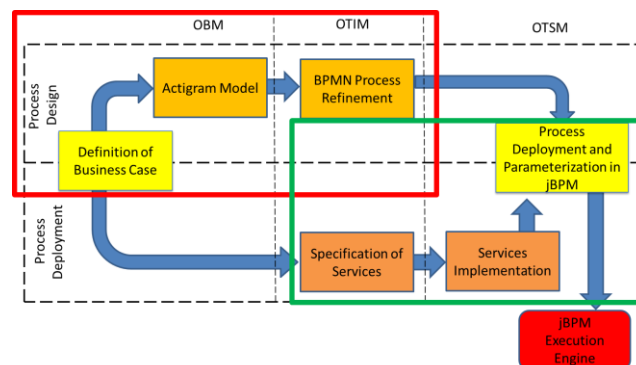 OBM
OTIM
OTSM
Process
Design
Actigram Model
BPMN Process
Refinement
Definition of
Business Case
Process
Deployment and
Parameterization in
jBPM
Process
Deployment
Specification of
Services
Services
Implementation
jBPM
Execution
Engine